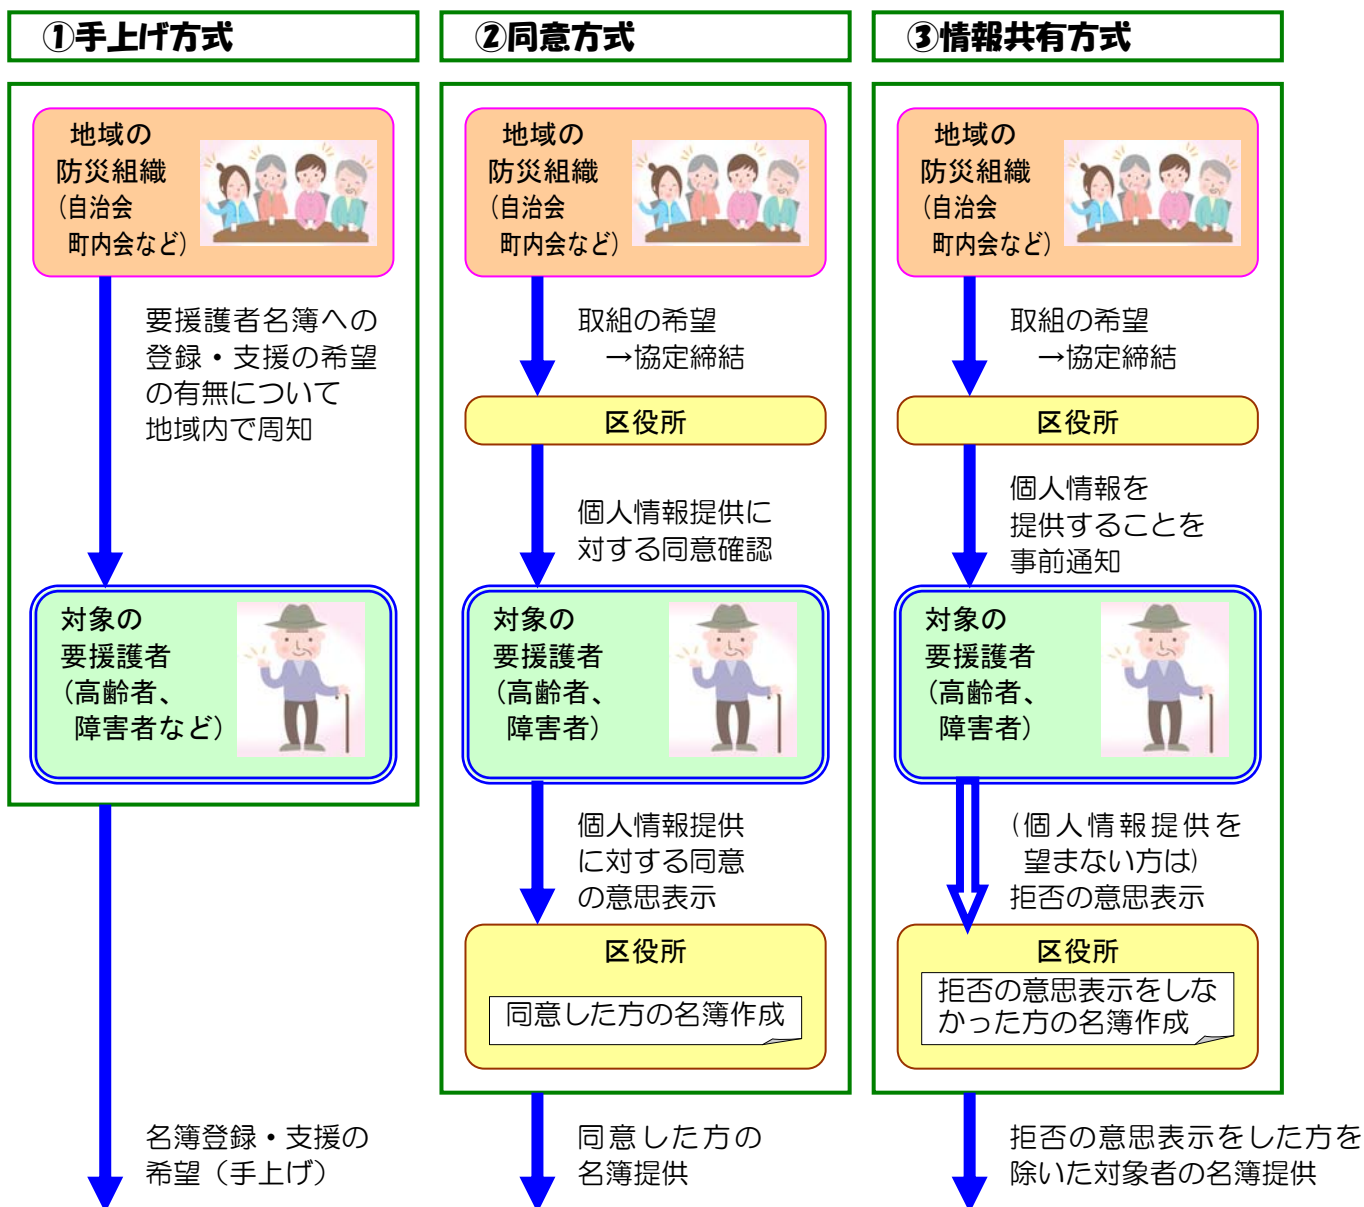 ①手上げ方式
地域の
防災組織
(自治会
町内会など)
要援護者名簿への
登録・支援の希望
の有無について
地域内で周知
対象の
要援護者
(高齢者、
障害者など)
名簿登録・支援の
希望（手上げ）
②同意方式
地域の
防災組織
(自治会
町内会など)
取組の希望
→協定締結
区役所
個人情報提供に
対する同意確認
対象の
要援護者
(高齢者、
障害者)
個人情報提供
に対する同意
の意思表示
区役所
同意した方の名簿作成
同意した方の
名簿提供
③情報共有方式
地域の
防災組織
(自治会
町内会など)
取組の希望
→協定締結
区役所
個人情報を
提供することを
事前通知
対象の
要援護者
(高齢者、
障害者)
(個人情報提供を
望まない方は)
拒否の意思表示
区役所
拒否の意思表示をしな
かった方の名簿作成
拒否の意思表示をした方を
除いた対象者の名簿提供